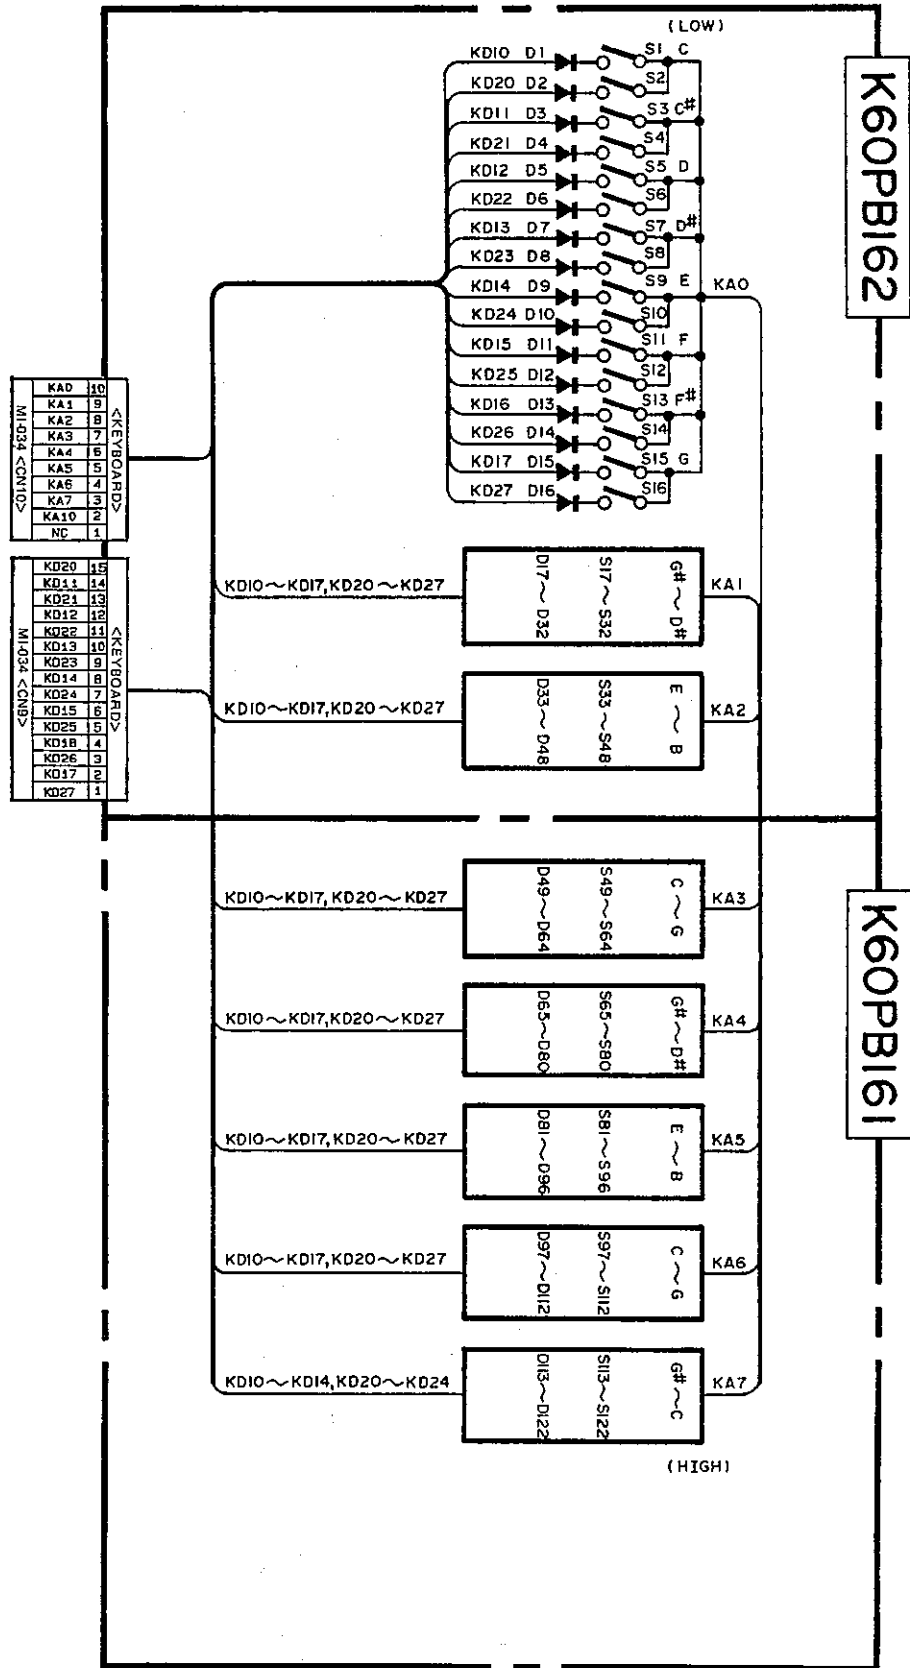 (LOW)
KD10 D1 S1 C
KD20 D2 S2
KD11 D3 S3 C#
KD21 D4 S4
KD12 D5 S5 D
KD22 D6 S6
KD13 D7 S7 D#
KD23 D8 S8
KD14 D9 S9 E KA0
KD24 D10 S10
KD15 D11 S11 F
KD25 D12 S12
KD16 D13 S13 F#
KD26 D14 S14
KD17 D15 S15 G
KD27 D16 S16
K60PB162
MI-034 <CN10>
KA0 10
KA1 9
KA2 8
KA3 7
KA4 6
KA5 5
KA6 4
KA7 3
KA10 2
NC 1
<KEYBOARD>
MI-034 <CN9>
KD20 15
KD11 14
KD21 13
KD12 12
KD22 11
KD13 10
KD23 9
KD14 8
KD24 7
KD15 6
KD25 5
KD18 4
KD26 3
KD17 2
KD27 1
<KEYBOARD>
KD10~KD17,KD20~KD27 D17~D32 S17~S32 G#~D# KA1
KD10~KD17,KD20~KD27 D33~D48 S33~S48 E~B KA2
K60PB161
KD10~KD17,KD20~KD27 D49~D64 S49~S64 C~G KA3
KD10~KD17,KD20~KD27 D65~D80 S65~S80 G#~D# KA4
KD10~KD17,KD20~KD27 D81~D96 S81~S96 E~B KA5
KD10~KD17,KD20~KD27 D97~D112 S97~S112 C~G KA6
KD10~KD14,KD20~KD24 D113~D122 S113~S122 G#~C KA7
(HIGH)